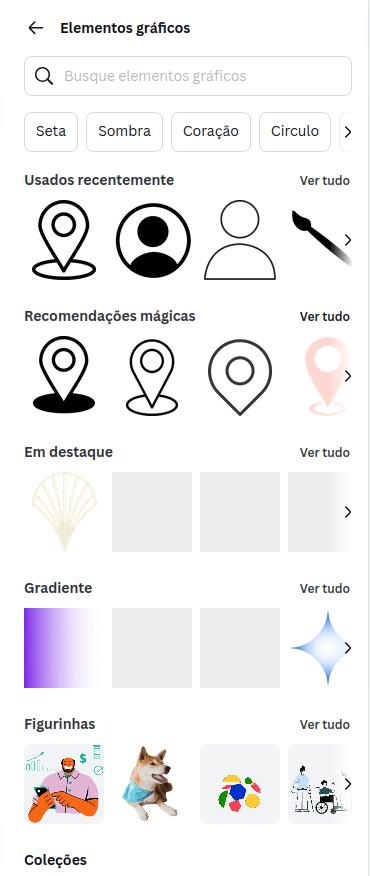 Elementos gráficos
Busque elementos gráficos
Seta
Sombra
Coração
Circulo
Usados recentemente
Ver tudo
Recomendações mágicas
Ver tudo
Em destaque
Ver tudo
Gradiente
Ver tudo
Figurinhas
Ver tudo
$
Coleções